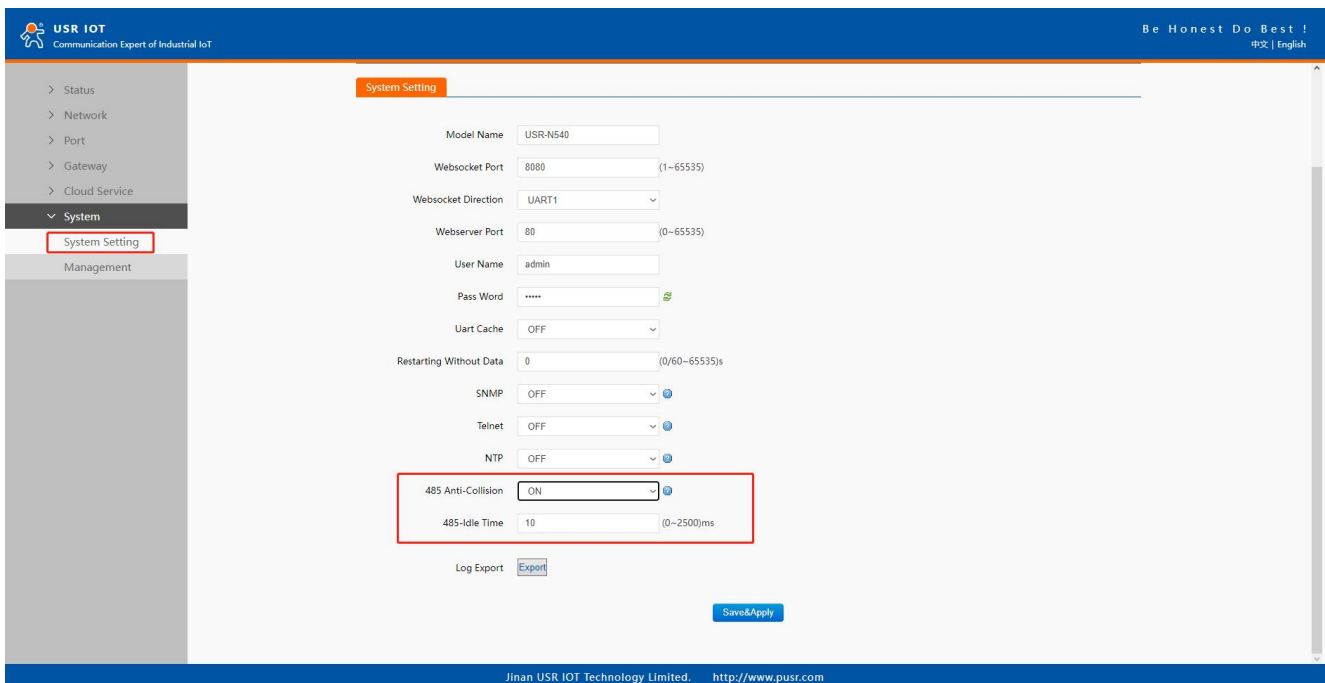 USR IOT
Communication Expert of Industrial IoT
Be Honest Do Best !
中文 | English
Status
Network
Port
Gateway
Cloud Service
System
System Setting
Management
System Setting
Model Name USR-N540
Websocket Port 8080 (1~65535)
Websocket Direction UART1
Webserver Port 80 (0~65535)
User Name admin
Pass Word •••••
Uart Cache OFF
Restarting Without Data 0 (0/60~65535)s
SNMP OFF
Telnet OFF
NTP OFF
485 Anti-Collision ON
485-Idle Time 10 (0~2500)ms
Log Export Export
Save&Apply
Jinan USR IOT Technology Limited. http://www.pusr.com